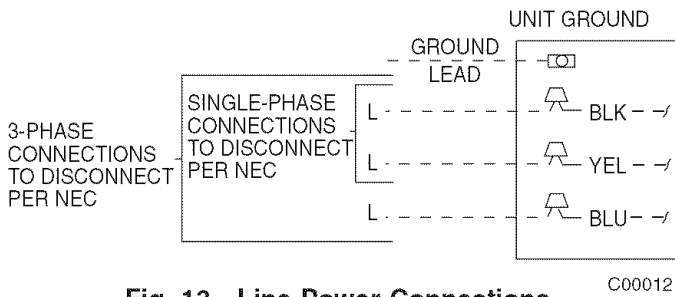 UNIT GROUND
GROUND
LEAD
3-PHASE
CONNECTIONS
TO DISCONNECT
PER NEC
SINGLE-PHASE
CONNECTIONS
TO DISCONNECT
PER NEC
L
BLK
L
YEL
L
BLU
C00012
Fig. 13 - Line Power Connections